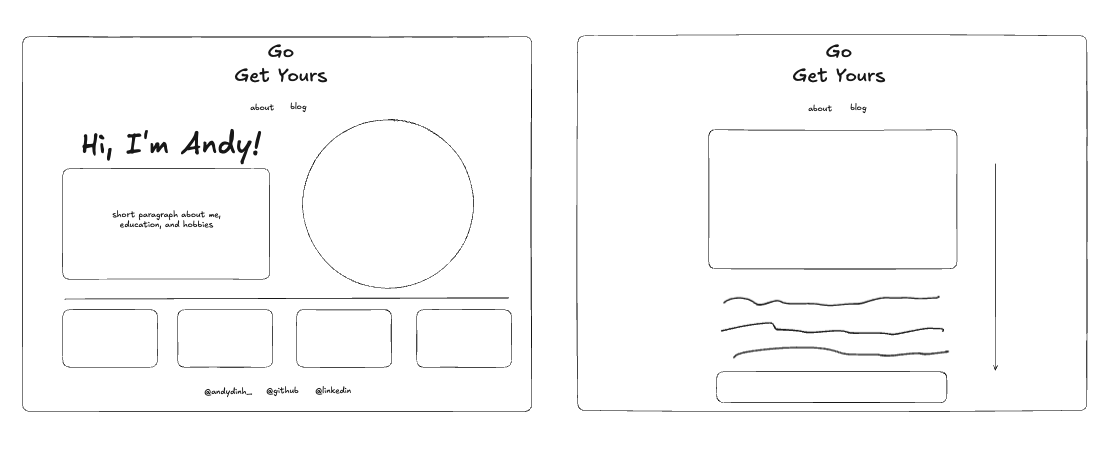 Go
Get Yours
about blog
Hi, I'm Andy!
short paragraph about me,
education, and hobbies
@andydinh_ @github @linkedin
Go
Get Yours
about blog